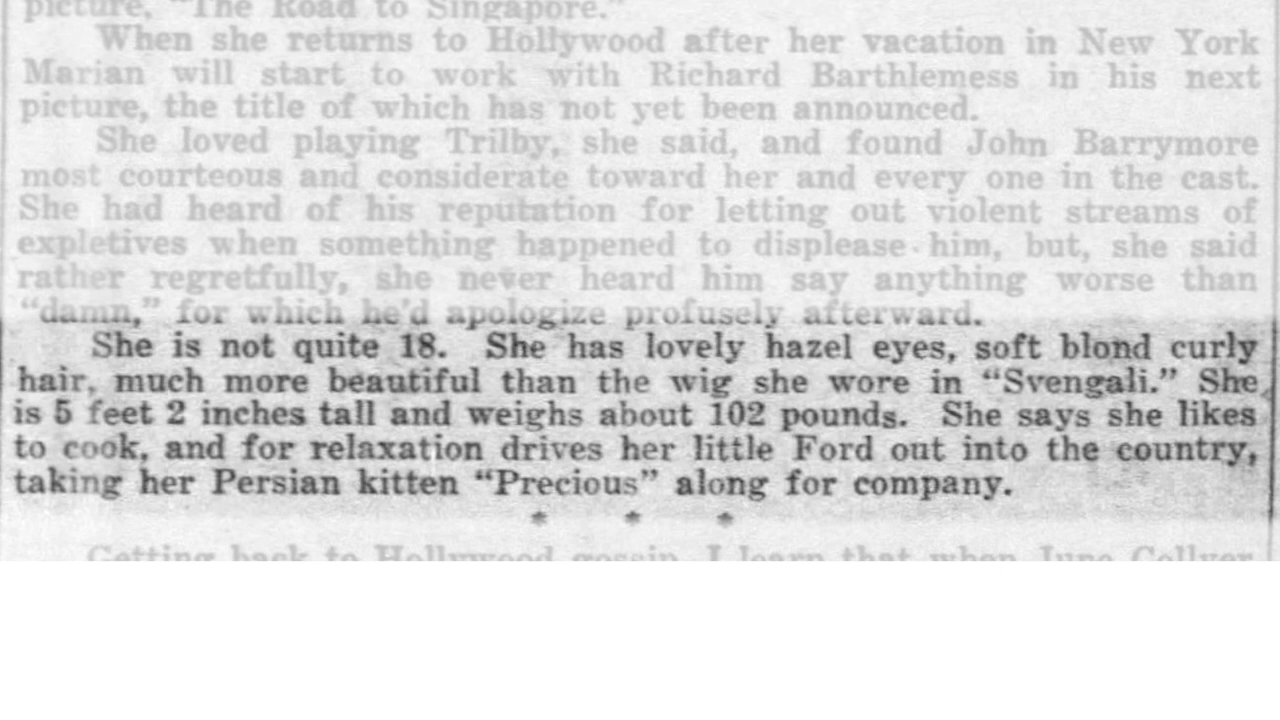 picture, "The Road to Singapore."
When she returns to Hollywood after her vacation in New York
Marian will start to work with Richard Barthlemess in his next
picture, the title of which has not yet been announced.
She loved playing Trilby, she said, and found John Barrymore
most courteous and considerate toward her and every one in the cast.
She had heard of his reputation for letting out violent streams of
expletives when something happened to displease him, but, she said
rather regretfully, she never heard him say anything worse than
"damn," for which he'd apologize profusely afterward.
She is not quite 18. She has lovely hazel eyes, soft blond curly
hair, much more beautiful than the wig she wore in "Svengali." She
is 5 feet 2 inches tall and weighs about 102 pounds. She says she likes
to cook, and for relaxation drives her little Ford out into the country,
taking her Persian kitten "Precious" along for company.
* * *
Getting back to Hollywood gossip, I learn that when June Collyer